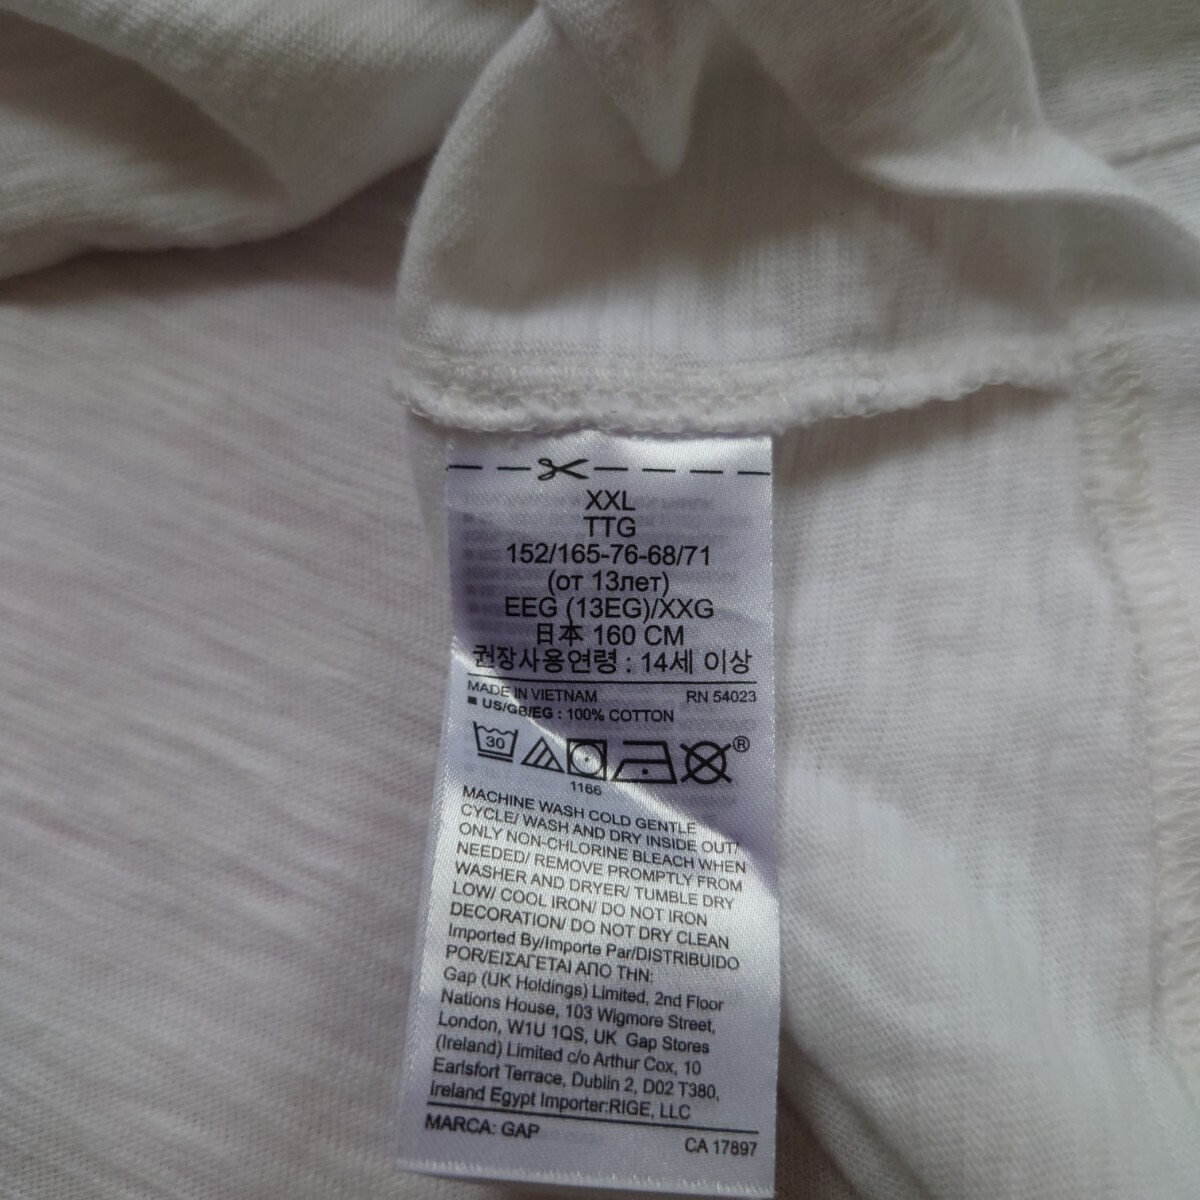 XXL
TTG
152/165-76-68/71
(от 13лет)
EEG (13EG)/XXG
日本 160 CM
권장사용연령 : 14세 이상
MADE IN VIETNAM RN 54023
■ US/GB/EG : 100% COTTON
30 ®
1166
MACHINE WASH COLD GENTLE
CYCLE/ WASH AND DRY INSIDE OUT/
ONLY NON-CHLORINE BLEACH WHEN
NEEDED/ REMOVE PROMPTLY FROM
WASHER AND DRYER/ TUMBLE DRY
LOW/ COOL IRON/ DO NOT IRON
DECORATION/ DO NOT DRY CLEAN
Imported By/Importe Par/DISTRIBUIDO
POR/ΕΙΣΑΓΕΤΑΙ ΑΠΟ ΤΗΝ:
Gap (UK Holdings) Limited, 2nd Floor
Nations House, 103 Wigmore Street,
London, W1U 1QS, UK Gap Stores
(Ireland) Limited c/o Arthur Cox, 10
Earlsfort Terrace, Dublin 2, D02 T380,
Ireland Egypt Importer:RIGE, LLC
MARCA: GAP
CA 17897